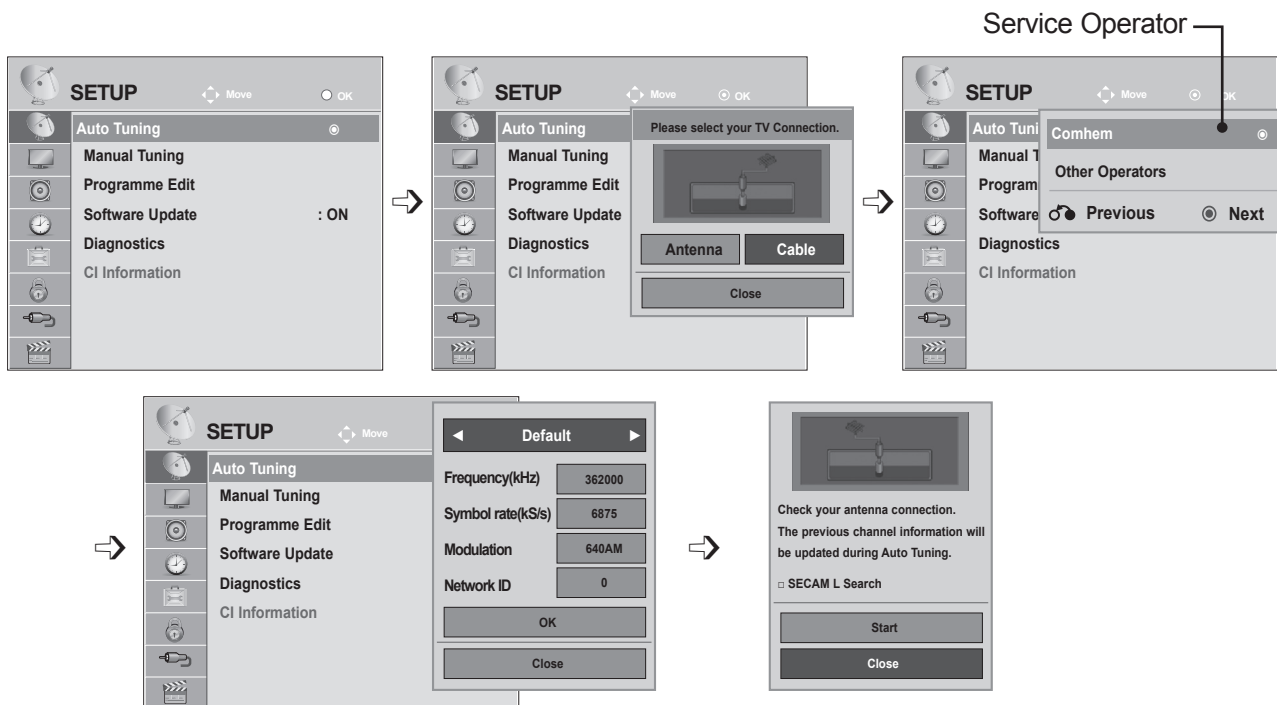 Service Operator
SETUP Move OK
Auto Tuning
Manual Tuning
Programme Edit
Software Update : ON
Diagnostics
CI Information
SETUP Move OK
Auto Tuning
Manual Tuning
Programme Edit
Software Update
Diagnostics
CI Information
Please select your TV Connection.
Antenna Cable
Close
SETUP Move OK
Auto Tuni
Manual T
Program
Software
Diagnostics
CI Information
Comhem
Other Operators
Previous Next
SETUP Move
Auto Tuning
Manual Tuning
Programme Edit
Software Update
Diagnostics
CI Information
◄ Default ►
Frequency(kHz) 362000
Symbol rate(kS/s) 6875
Modulation 640AM
Network ID 0
OK
Close
Check your antenna connection.
The previous channel information will
be updated during Auto Tuning.
□ SECAM L Search
Start
Close